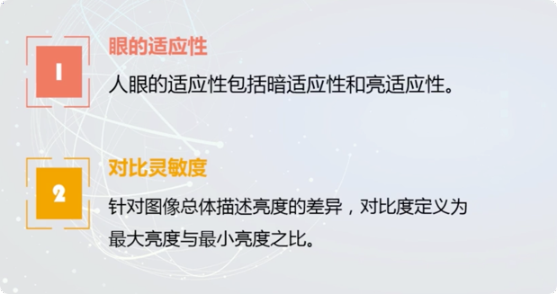 1
眼的适应性
人眼的适应性包括暗适应性和亮适应性。
2
对比灵敏度
针对图像总体描述亮度的差异，对比度定义为
最大亮度与最小亮度之比。